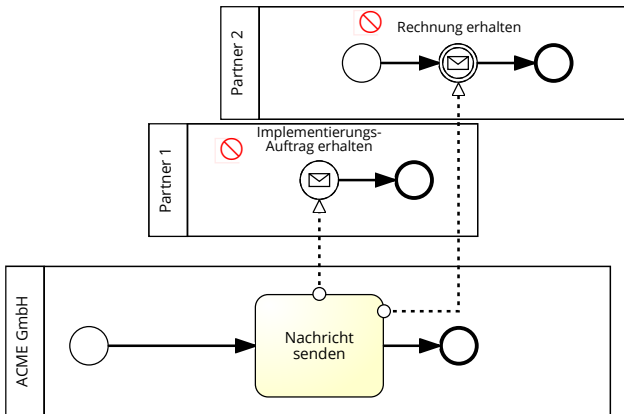 Partner 2
Rechnung erhalten
Partner 1
Implementierungs-
Auftrag erhalten
ACME GmbH
Nachricht
senden